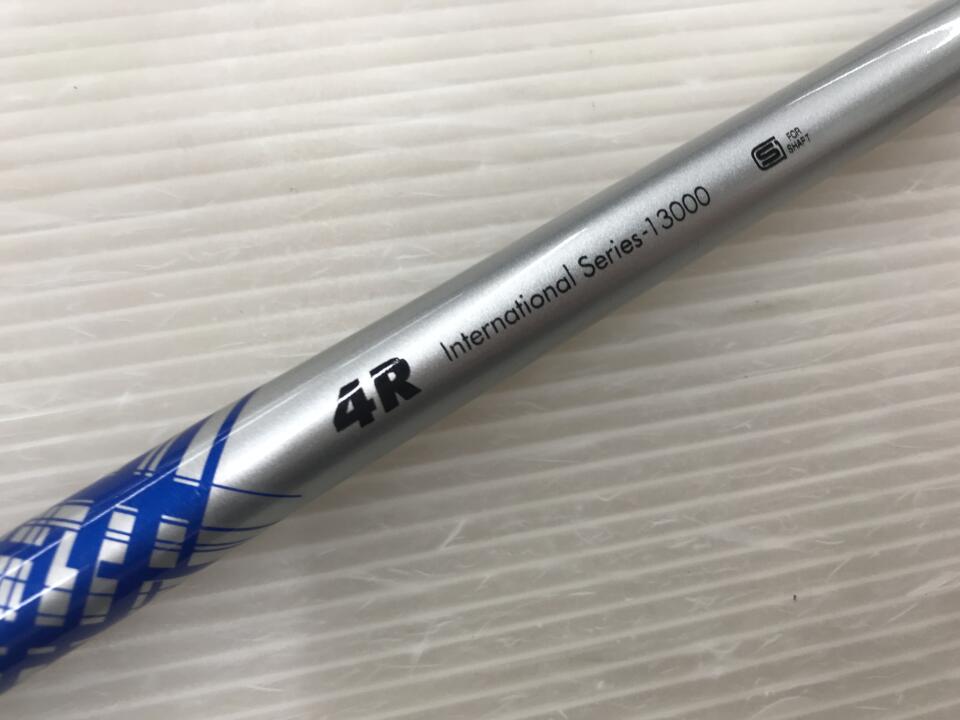 4R International Series-13000
S FOR
SHAFT